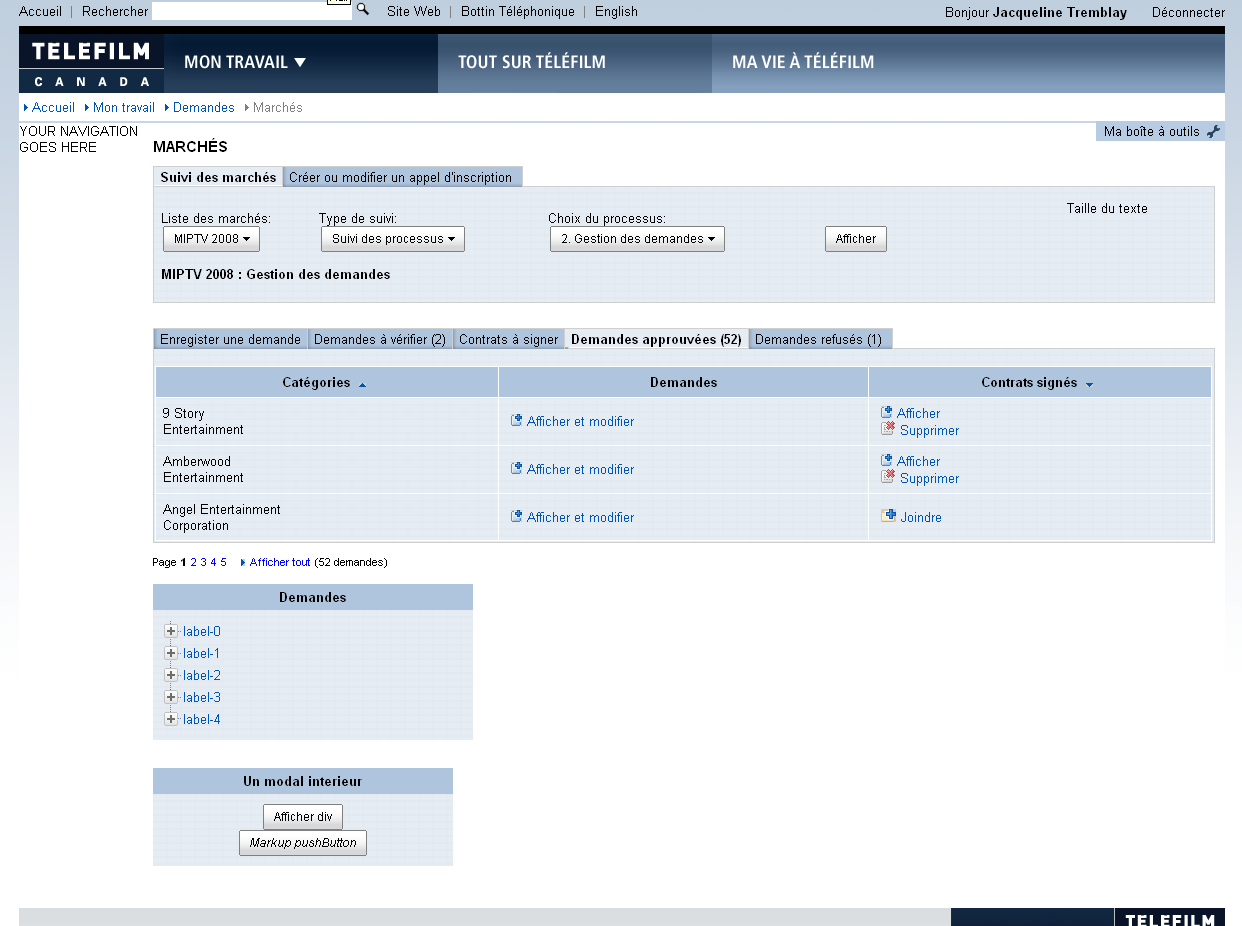 Accueil | Rechercher Site Web | Bottin Téléphonique | English Bonjour Jacqueline Tremblay Déconnecter
TELEFILM
CANADA
MON TRAVAIL ▼ TOUT SUR TÉLÉFILM MA VIE À TÉLÉFILM
Accueil Mon travail Demandes Marchés
YOUR NAVIGATION
GOES HERE
Ma boîte à outils
MARCHÉS
Suivi des marchés Créer ou modifier un appel d'inscription
Taille du texte
Liste des marchés: Type de suivi: Choix du processus:
MIPTV 2008 Suivi des processus 2. Gestion des demandes Afficher
MIPTV 2008 : Gestion des demandes
Enregister une demande Demandes à vérifier (2) Contrats à signer Demandes approuvées (52) Demandes refusés (1)
Catégories Demandes Contrats signés
9 Story
Entertainment
Afficher et modifier
Afficher
Supprimer
Amberwood
Entertainment
Afficher et modifier
Afficher
Supprimer
Angel Entertainment
Corporation
Afficher et modifier
Joindre
Page 1 2 3 4 5 Afficher tout (52 demandes)
Demandes
label-0
label-1
label-2
label-3
label-4
Un modal interieur
Afficher div
Markup pushButton
TELEFILM